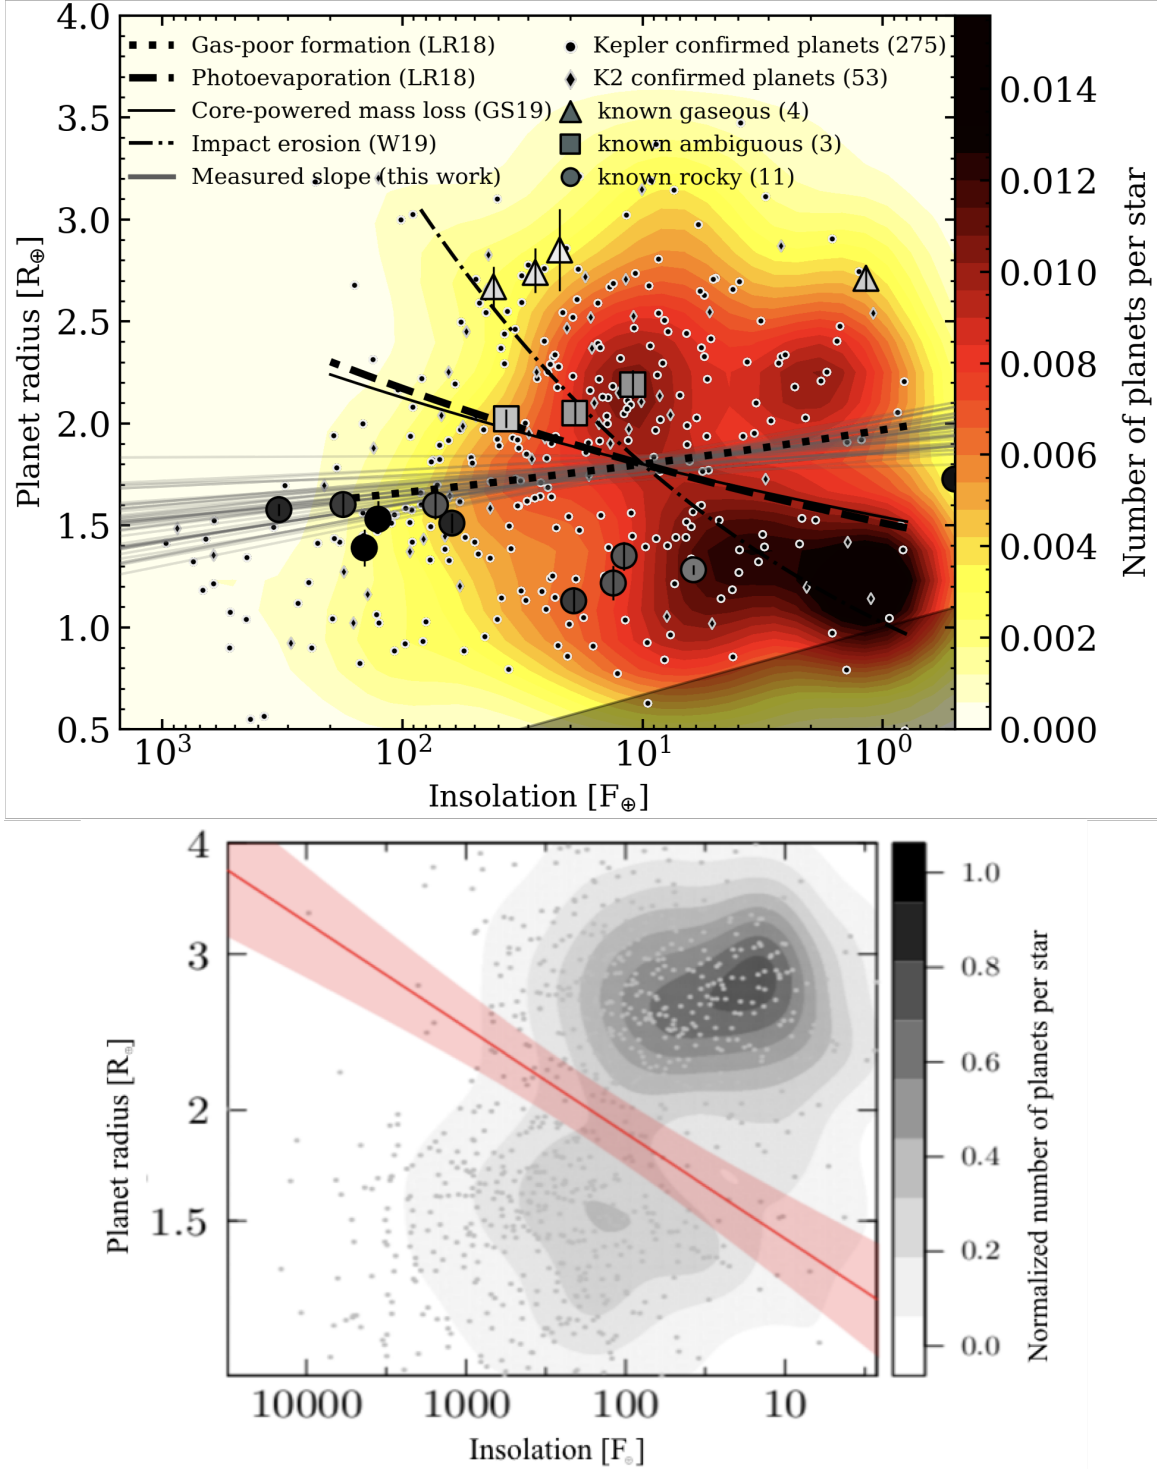 4.0
3.5
3.0
2.5
2.0
1.5
1.0
0.5
Planet radius [R⊕]
Gas-poor formation (LR18)
Photoevaporation (LR18)
Core-powered mass loss (GS19)
Impact erosion (W19)
Measured slope (this work)
Kepler confirmed planets (275)
K2 confirmed planets (53)
known gaseous (4)
known ambiguous (3)
known rocky (11)
10³ 10² 10¹ 10⁰
Insolation [F⊕]
0.014
0.012
0.010
0.008
0.006
0.004
0.002
0.000
Number of planets per star
4
3
2
1.5
Planet radius [R⊕]
10000 1000 100 10
Insolation [F⊕]
1.0
0.8
0.6
0.4
0.2
0.0
Normalized number of planets per star